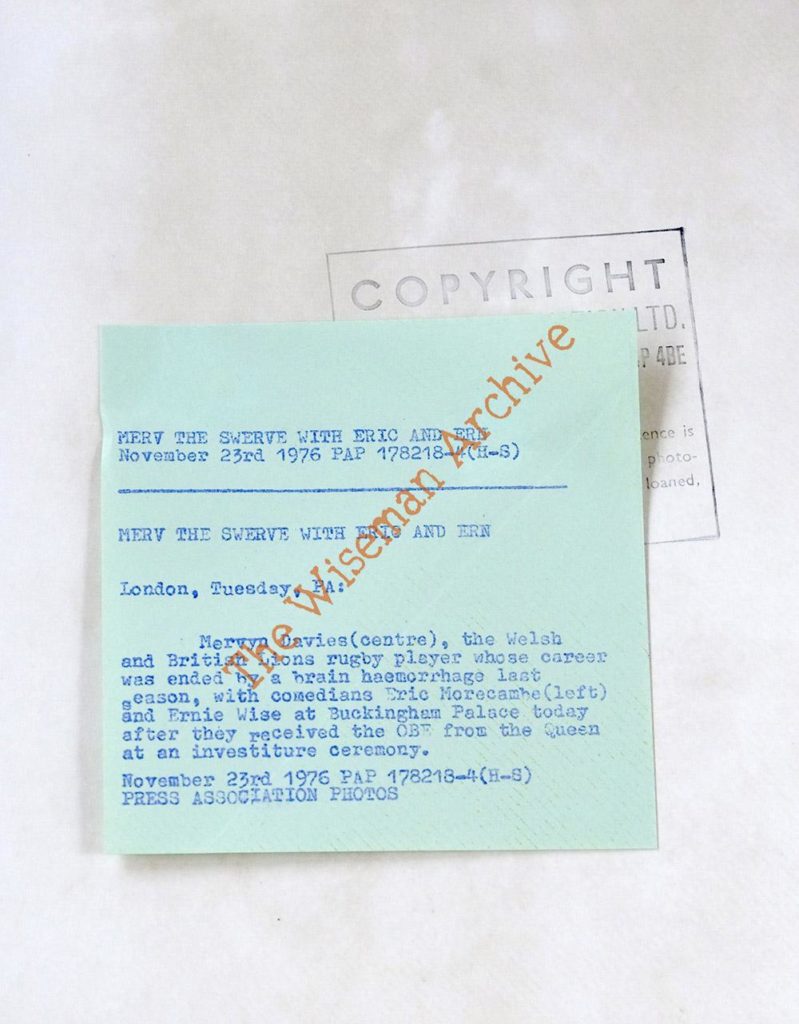 COPYRIGHT
LTD.
4BE
ence is
photo-
loaned,
MERV THE SWERVE WITH ERIC AND ERN
November 23rd 1976 PAP 178218-4(H-S)
MERV THE SWERVE WITH ERIC AND ERN
London, Tuesday, PA:
Mervyn Davies(centre), the Welsh
and British Lions rugby player whose career
was ended by a brain haemorrhage last
season, with comedians Eric Morecambe(left)
and Ernie Wise at Buckingham Palace today
after they received the OBE from the Queen
at an investiture ceremony.
November 23rd 1976 PAP 178218-4(H-S)
PRESS ASSOCIATION PHOTOS
The Wiseman Archive